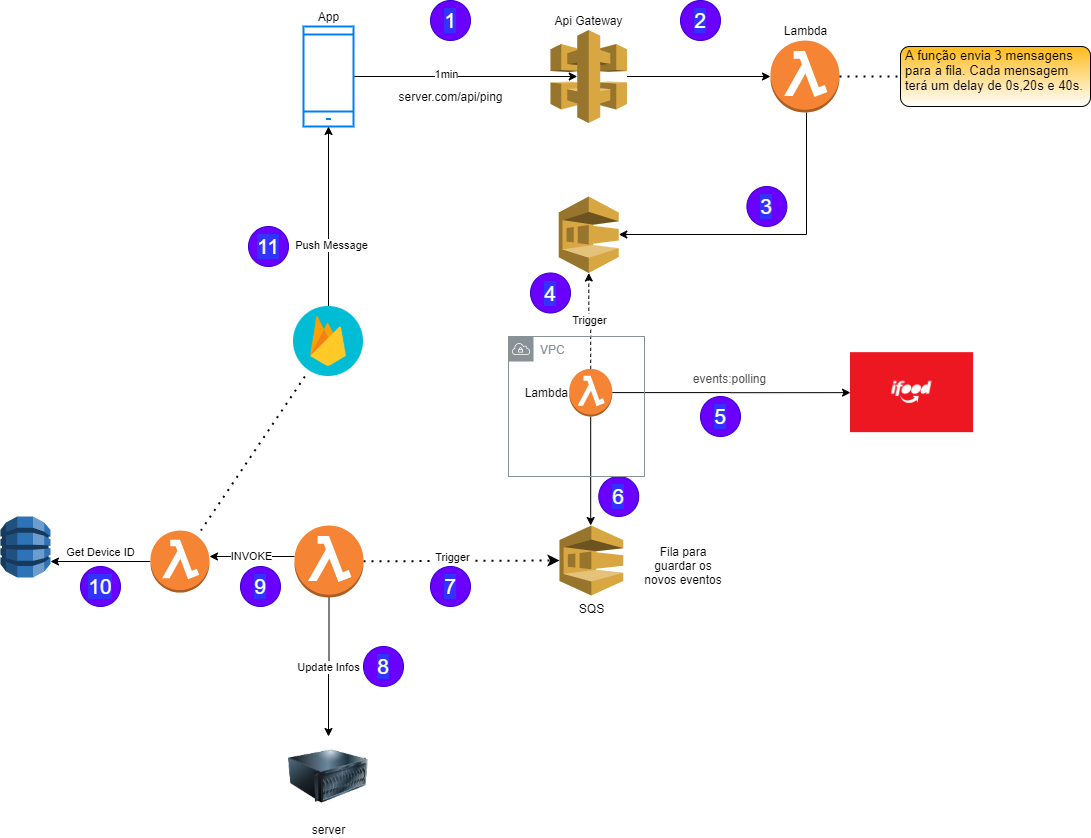 App
1
Api Gateway
2
Lambda
1min
server.com/api/ping
A função envia 3 mensagens
para a fila. Cada mensagem
terá um delay de 0s,20s e 40s.
3
11
Push Message
4
Trigger
VPC
Lambda
events:polling
5
ifood
6
Get Device ID
10
INVOKE
9
Trigger
7
Fila para
guardar os
novos eventos
SQS
Update Infos
8
server